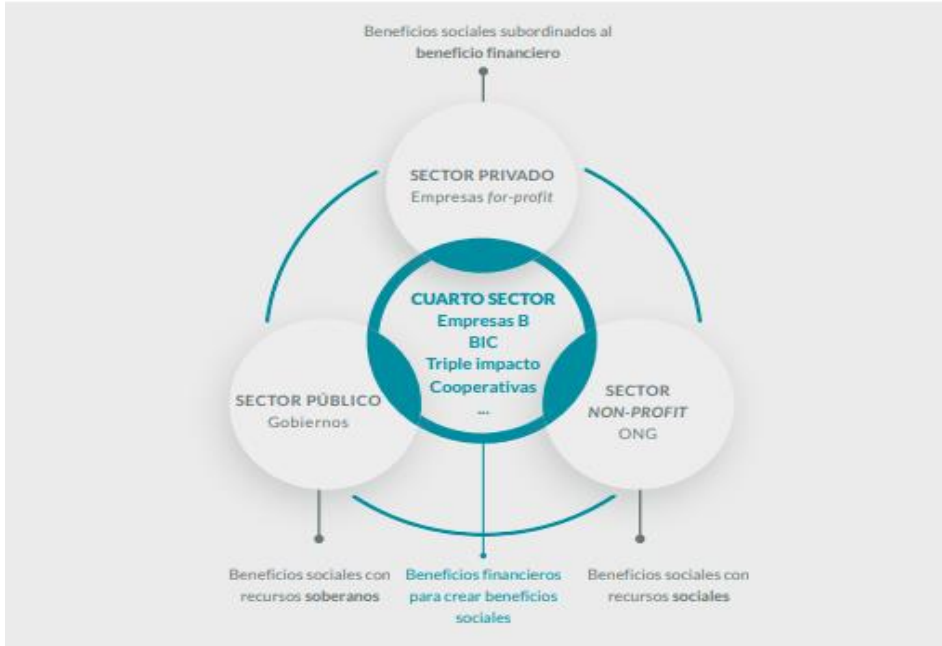 Beneficios sociales subordinados al
beneficio financiero
SECTOR PRIVADO
Empresas for-profit
CUARTO SECTOR
Empresas B
BIC
Triple impacto
Cooperativas
...
SECTOR PÚBLICO
Gobiernos
SECTOR
NON-PROFIT
ONG
Beneficios sociales con
recursos soberanos
Beneficios financieros
para crear beneficios
sociales
Beneficios sociales con
recursos sociales